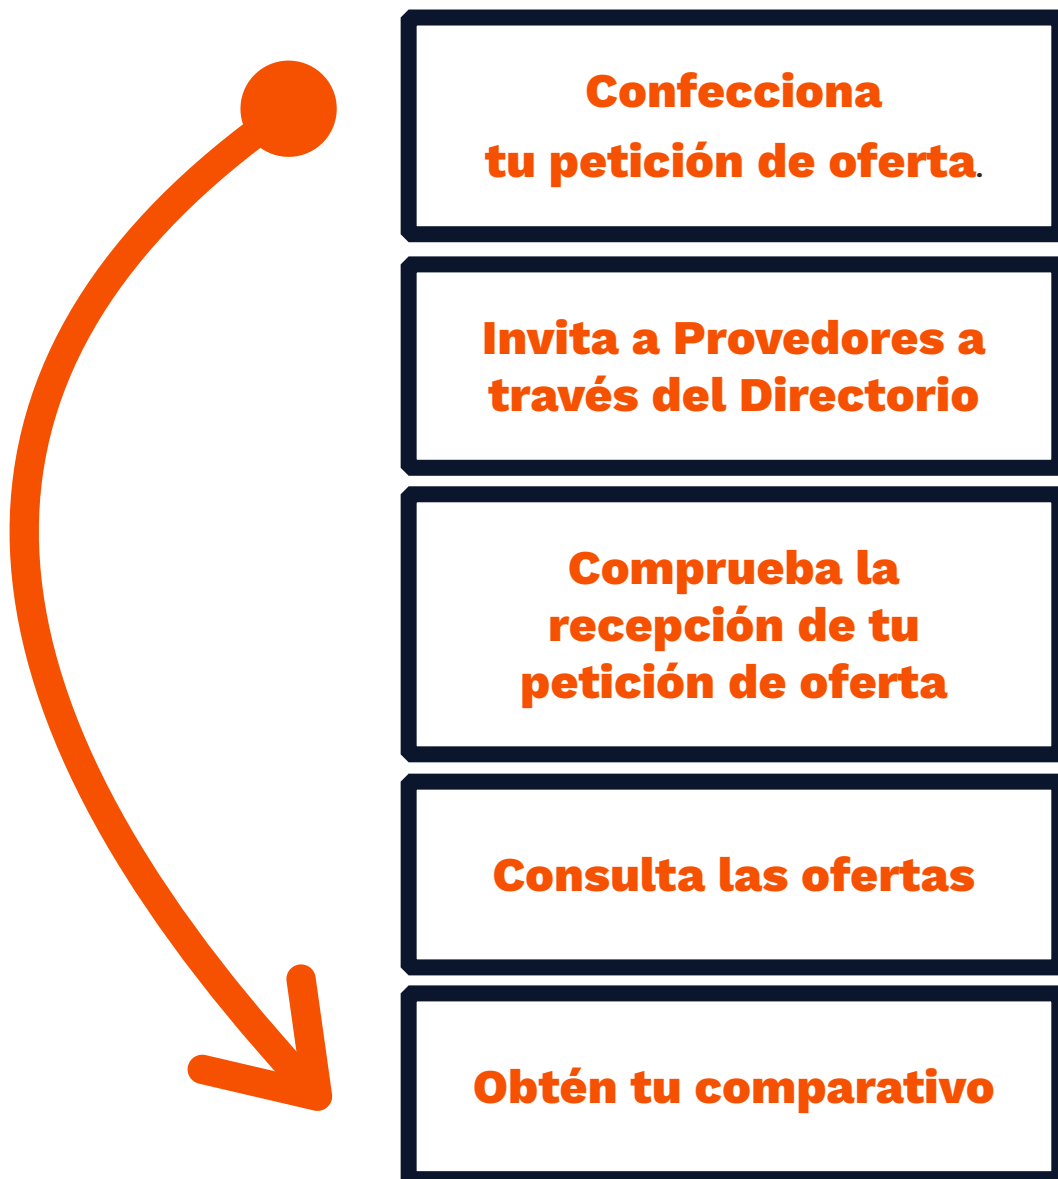 Confecciona
tu petición de oferta.
Invita a Provedores a
través del Directorio
Comprueba la
recepción de tu
petición de oferta
Consulta las ofertas
Obtén tu comparativo